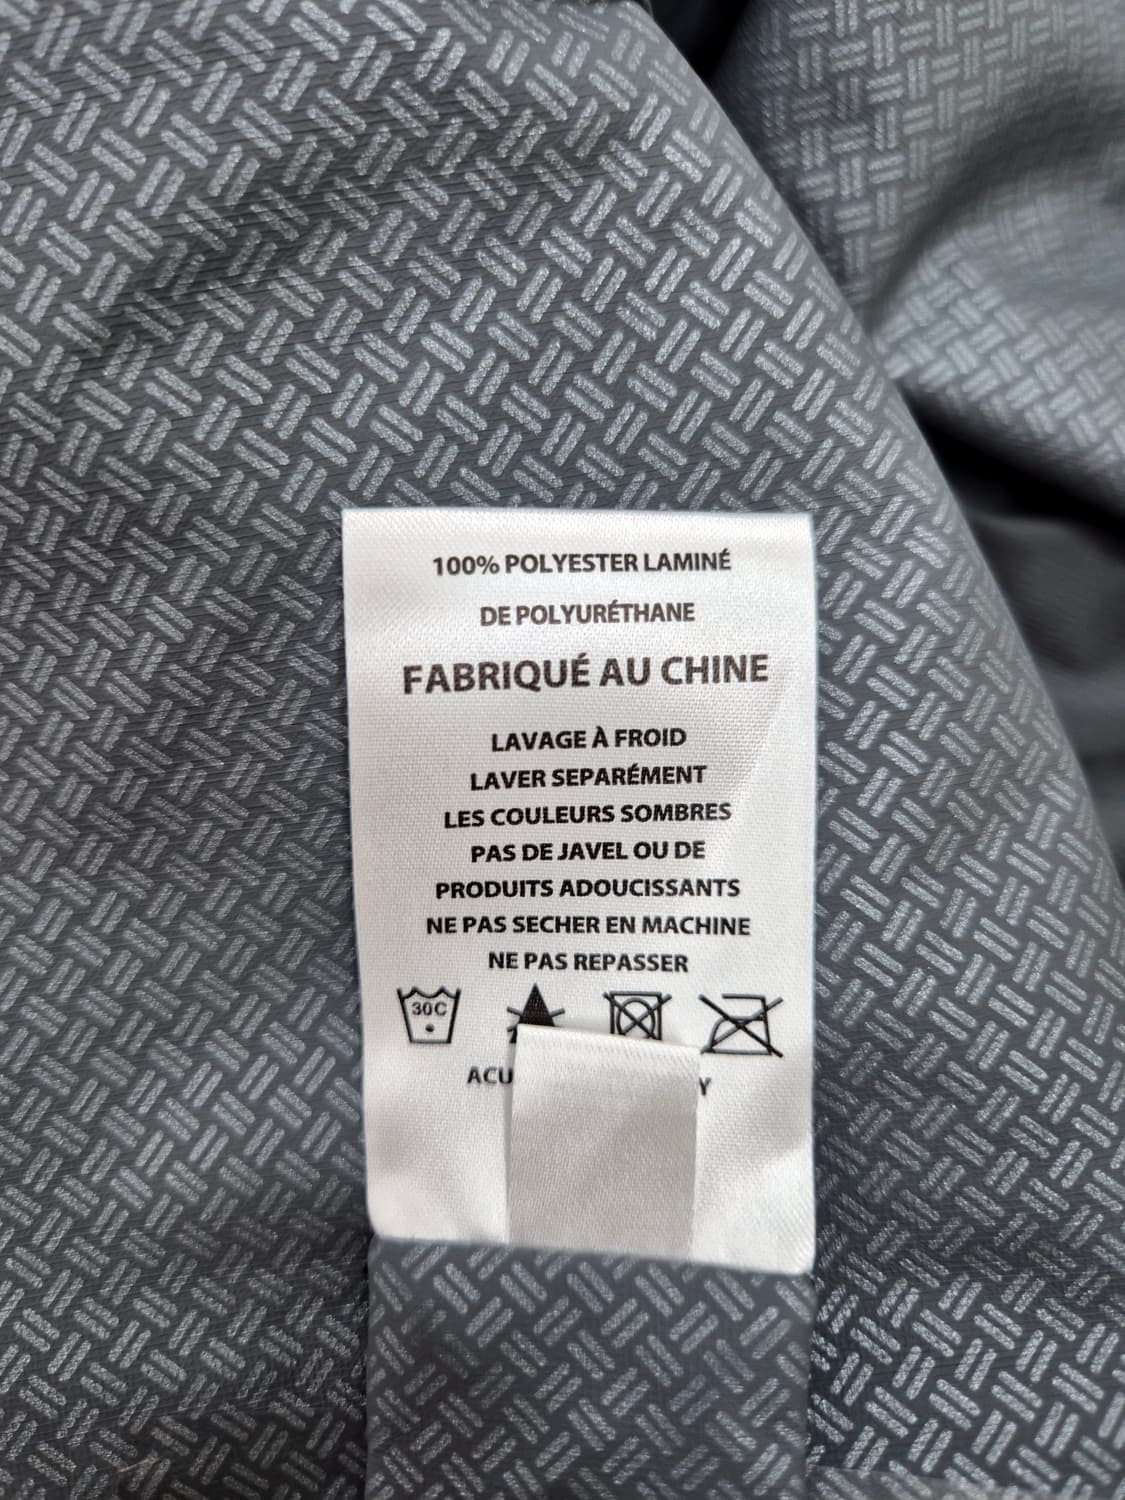 100% POLYESTER LAMINÉ
DE POLYURÉTHANE
FABRIQUÉ AU CHINE
LAVAGE À FROID
LAVER SEPARÉMENT
LES COULEURS SOMBRES
PAS DE JAVEL OU DE
PRODUITS ADOUCISSANTS
NE PAS SECHER EN MACHINE
NE PAS REPASSER
30C